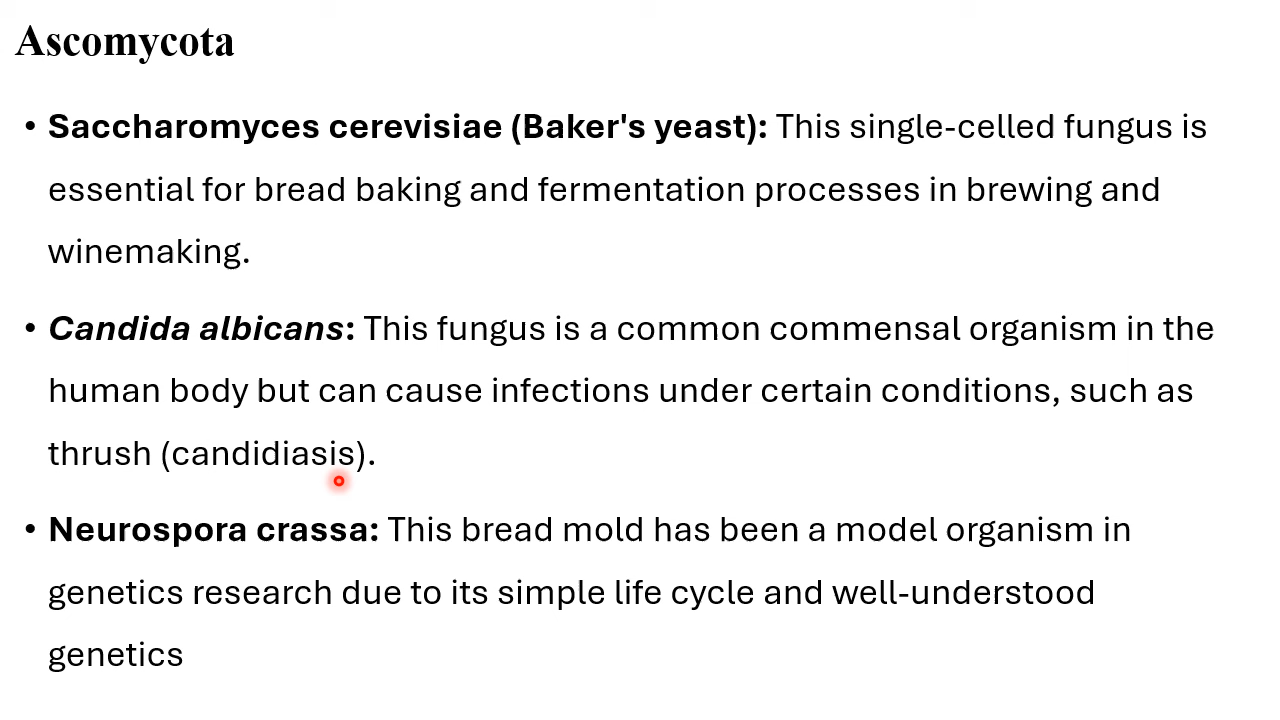 Ascomycota
• Saccharomyces cerevisiae (Baker's yeast): This single-celled fungus is
essential for bread baking and fermentation processes in brewing and
winemaking.
• Candida albicans: This fungus is a common commensal organism in the
human body but can cause infections under certain conditions, such as
thrush (candidiasis).
• Neurospora crassa: This bread mold has been a model organism in
genetics research due to its simple life cycle and well-understood
genetics